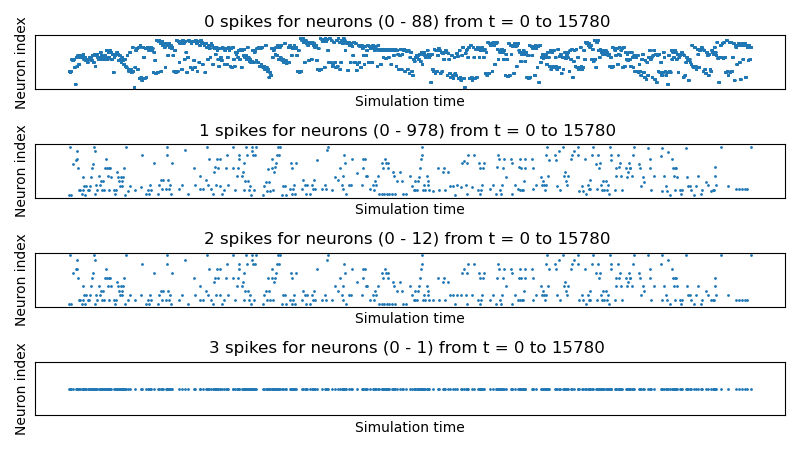 0 spikes for neurons (0 - 88) from t = 0 to 15780
Neuron index
Simulation time
1 spikes for neurons (0 - 978) from t = 0 to 15780
Neuron index
Simulation time
2 spikes for neurons (0 - 12) from t = 0 to 15780
Neuron index
Simulation time
3 spikes for neurons (0 - 1) from t = 0 to 15780
Neuron index
Simulation time